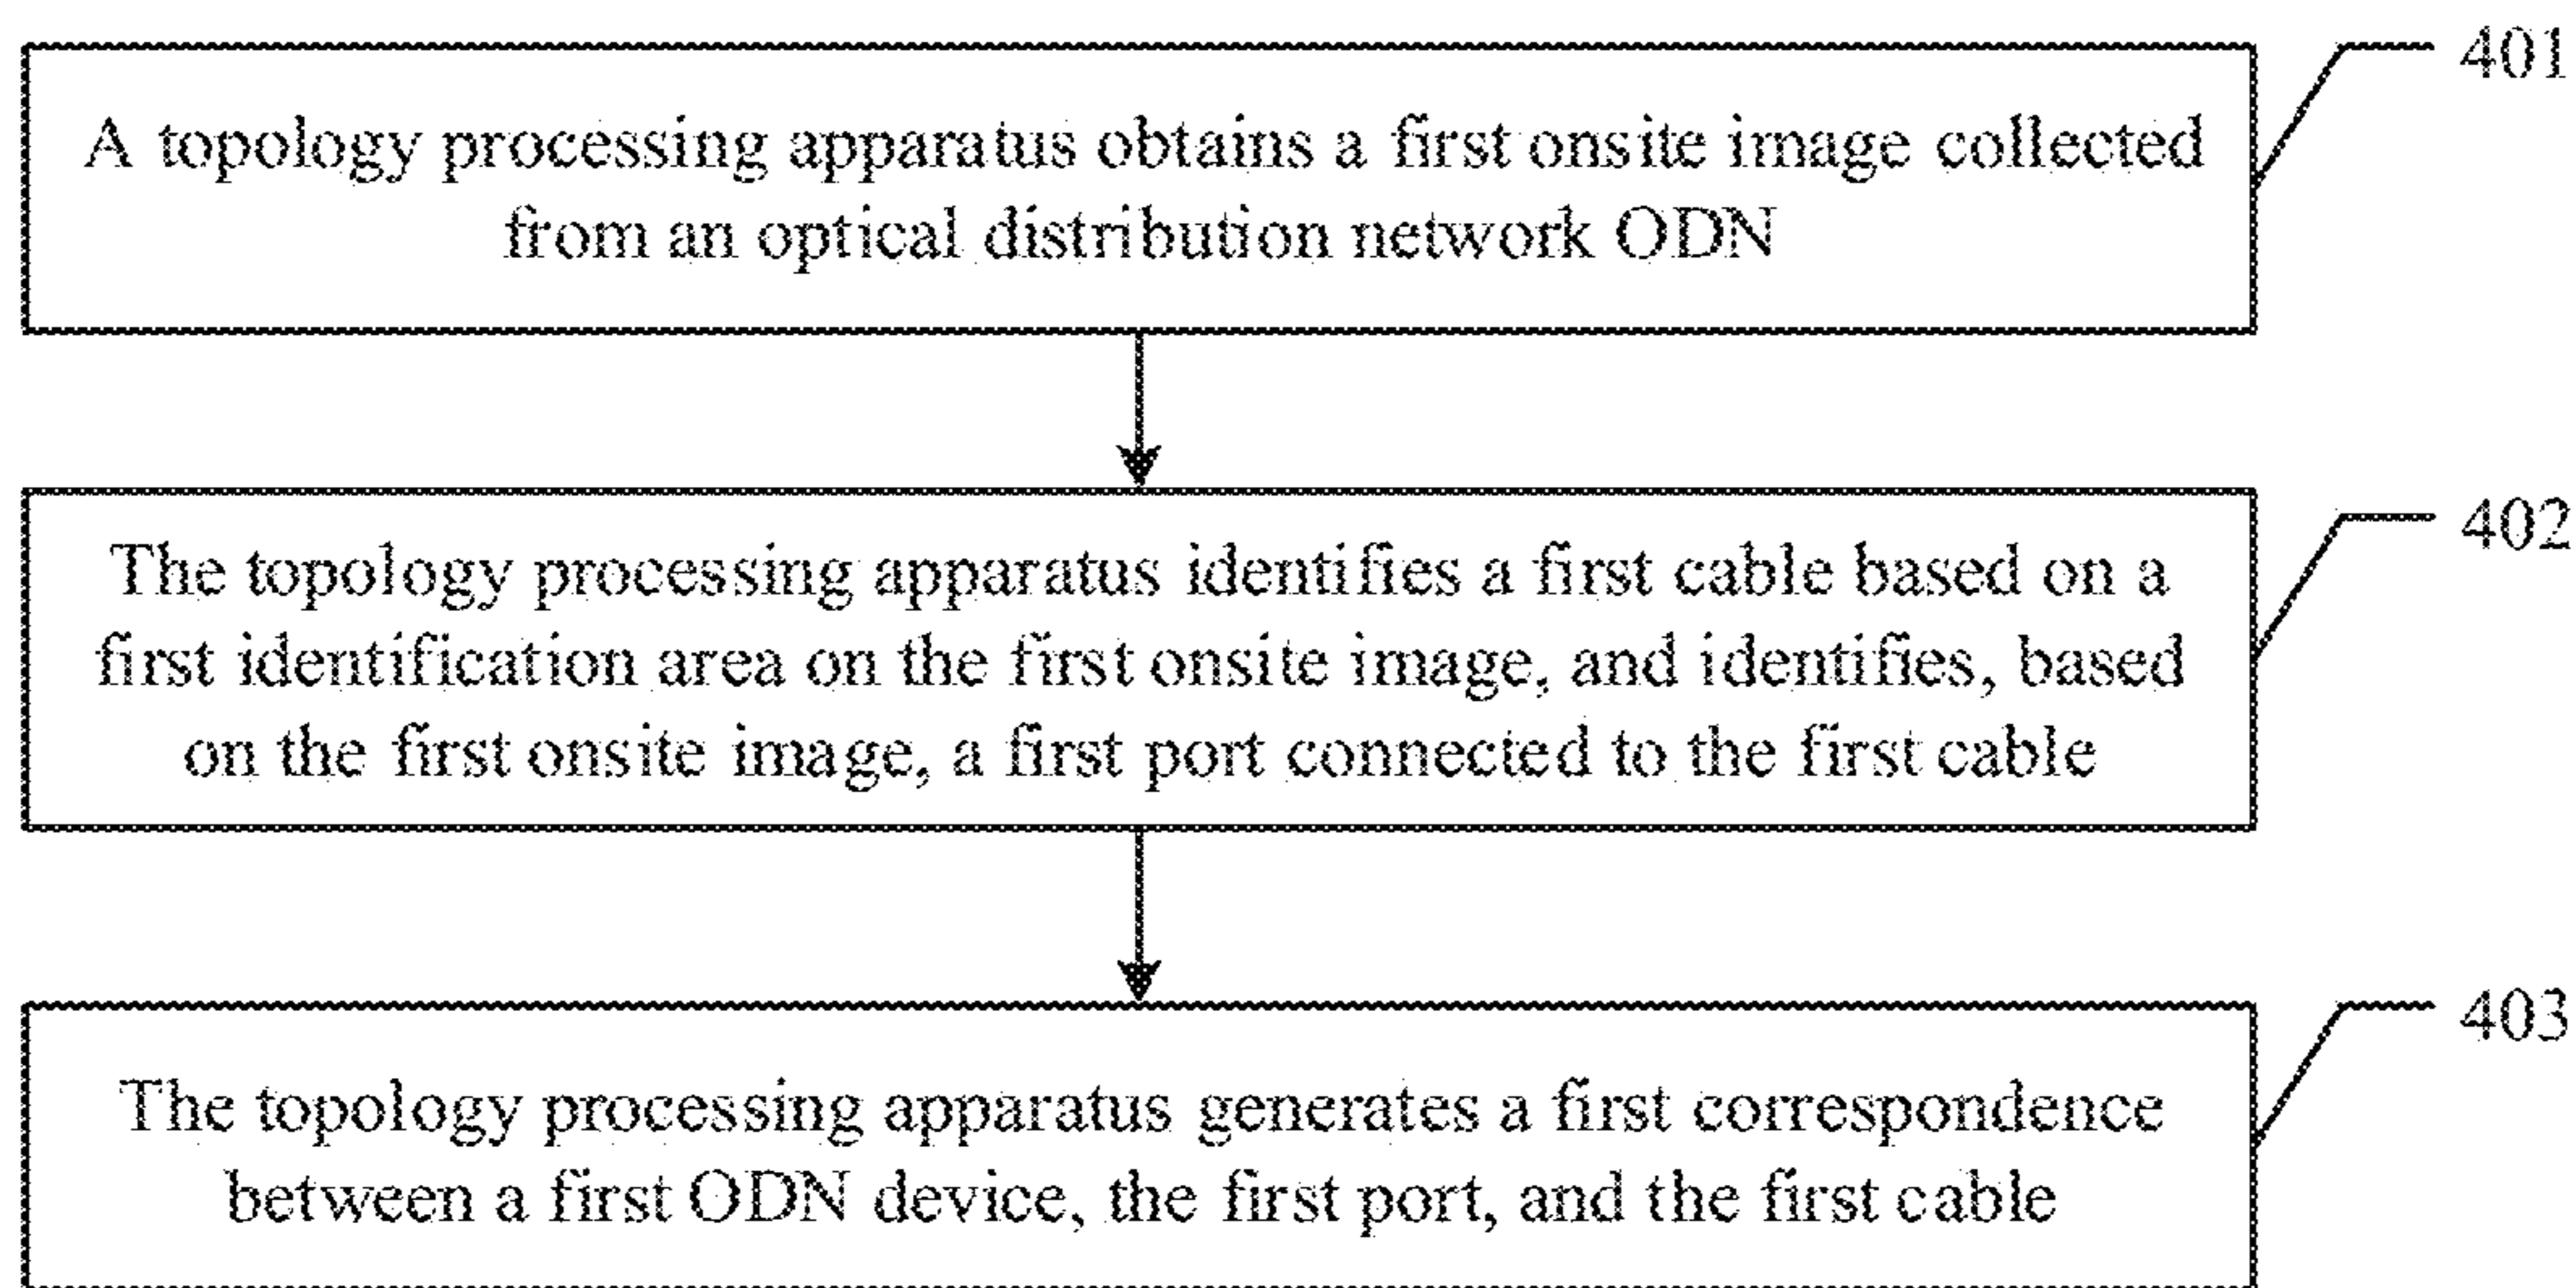 401
A topology processing apparatus obtains a first onsite image collected
from an optical distribution network ODN
402
The topology processing apparatus identifies a first cable based on a
first identification area on the first onsite image, and identifies, based
on the first onsite image, a first port connected to the first cable
403
The topology processing apparatus generates a first correspondence
between a first ODN device, the first port, and the first cable